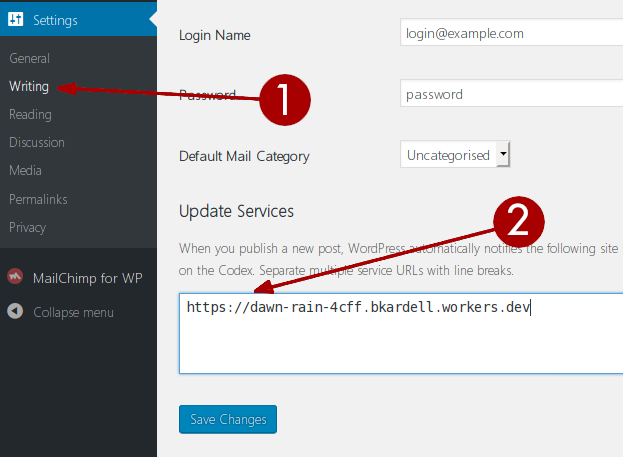 Settings
General
Writing
Reading
Discussion
Media
Permalinks
Privacy
MailChimp for WP
Collapse menu
1
Login Name
login@example.com
Password
password
Default Mail Category
Uncategorised
Update Services
2
When you publish a new post, WordPress automatically notifies the following site
on the Codex. Separate multiple service URLs with line breaks.
https://dawn-rain-4cff.bkardell.workers.dev
Save Changes